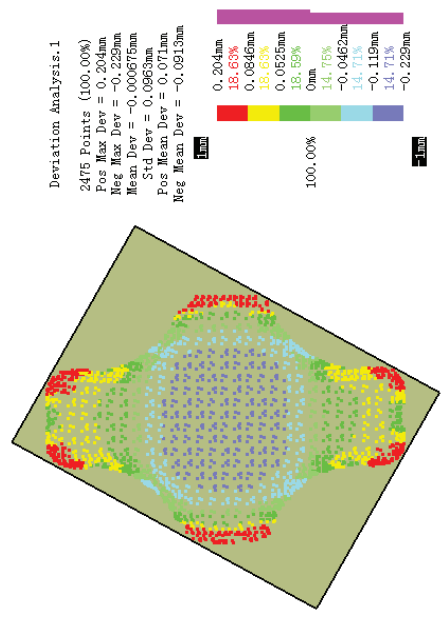 Deviation Analysis.1
2475 Points (100.00%)
Pos Max Dev = 0.204mm
Neg Max Dev = -0.229mm
Mean Dev = -0.000675mm
Std Dev = 0.0963mm
Pos Mean Dev = 0.071mm
Neg Mean Dev = -0.0913mm
1mm
100.00%
-1mm
0.204mm
18.63%
0.0846mm
18.63%
0.0525mm
18.59%
0mm
14.75%
-0.0462mm
14.71%
-0.119mm
14.71%
-0.229mm